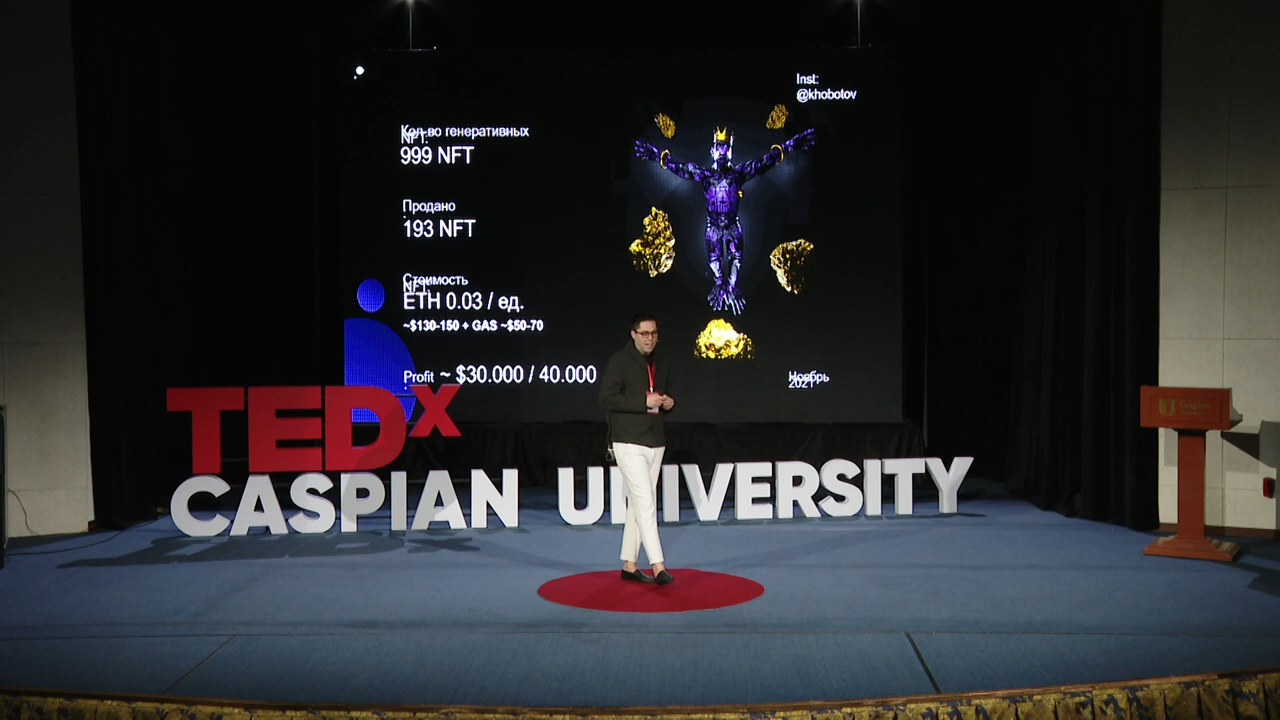 Inst:
@khobotov
Кол-во генеративных
NFT:
999 NFT
Продано
:
193 NFT
Стоимость
NFT:
ETH 0.03 / ед.
~$130-150 + GAS ~$50-70
Profit ~ $30.000 / 40.000
:
Ноябрь
2021
TEDx
CASPIAN UNIVERSITY
Caspian